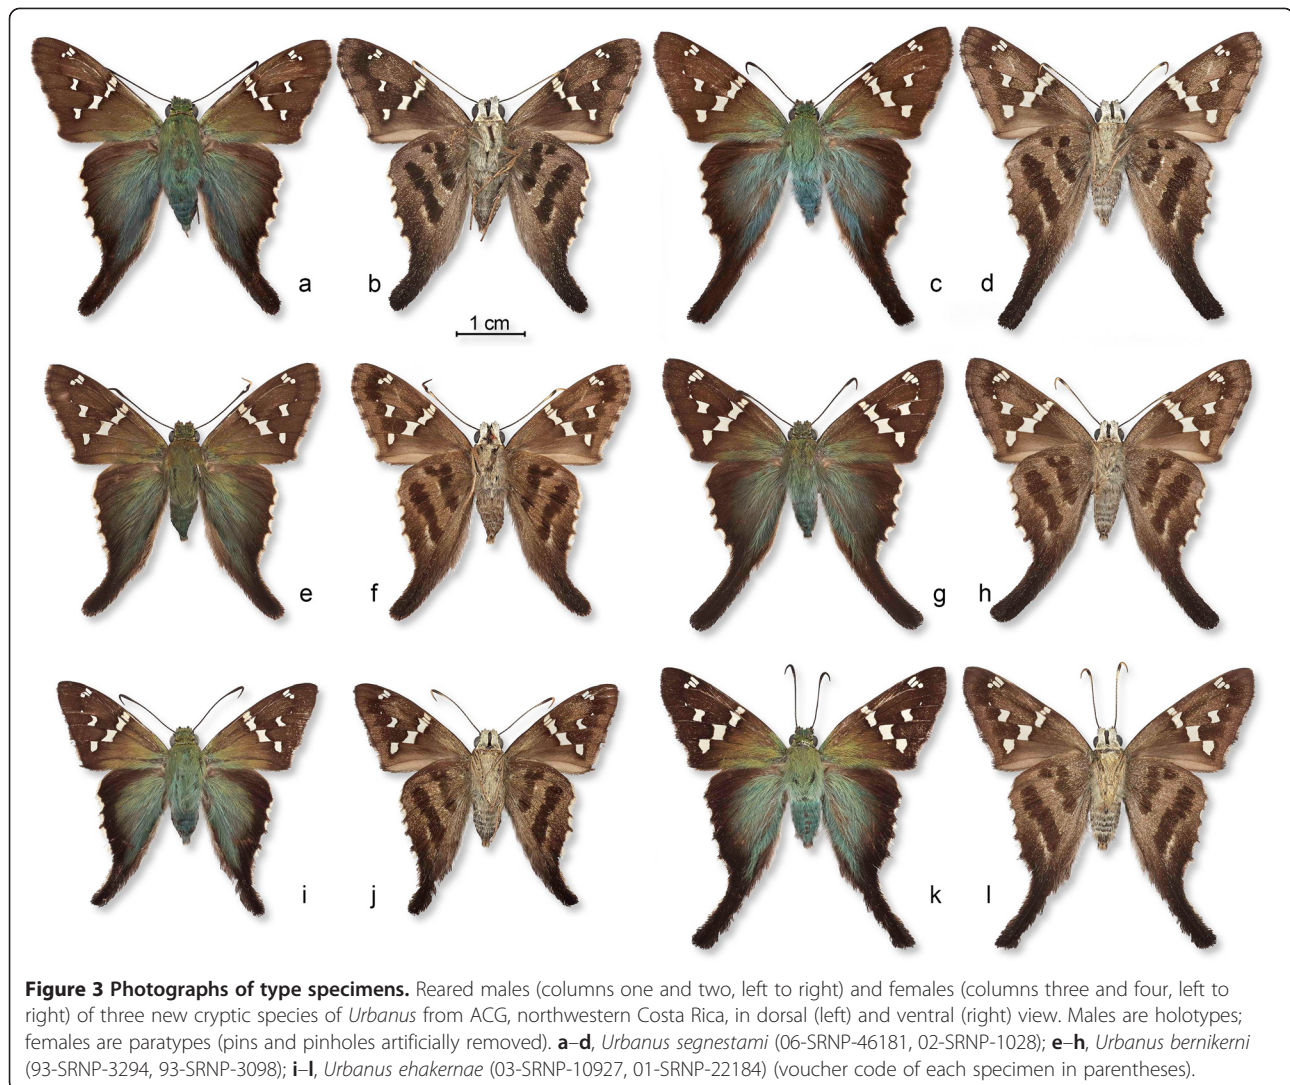 a
b
c
d
1 cm
e
f
g
h
i
j
k
l
Figure 3 Photographs of type specimens. Reared males (columns one and two, left to right) and females (columns three and four, left to
right) of three new cryptic species of Urbanus from ACG, northwestern Costa Rica, in dorsal (left) and ventral (right) view. Males are holotypes;
females are paratypes (pins and pinholes artificially removed). a–d, Urbanus segnestami (06-SRNP-46181, 02-SRNP-1028); e–h, Urbanus bernikerni
(93-SRNP-3294, 93-SRNP-3098); i–l, Urbanus ehakernae (03-SRNP-10927, 01-SRNP-22184) (voucher code of each specimen in parentheses).